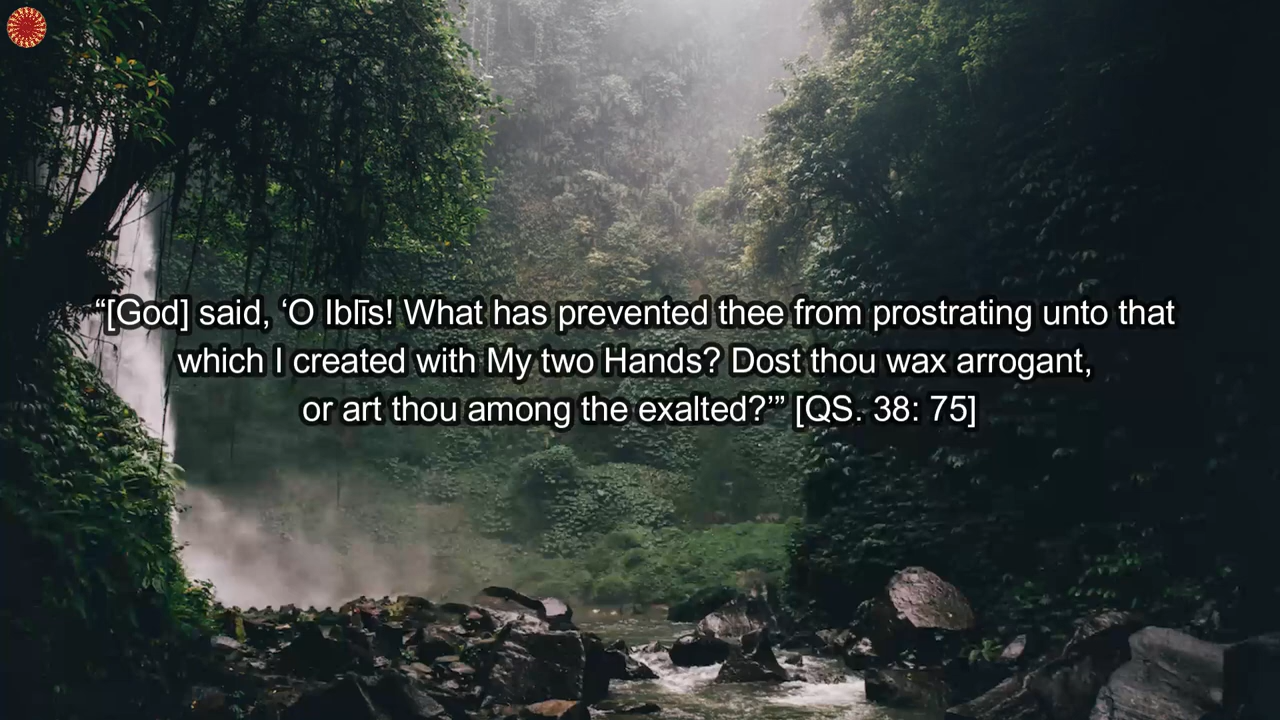 “[God] said, ‘O Iblīs! What has prevented thee from prostrating unto that
which I created with My two Hands? Dost thou wax arrogant,
or art thou among the exalted?’” [QS. 38: 75]